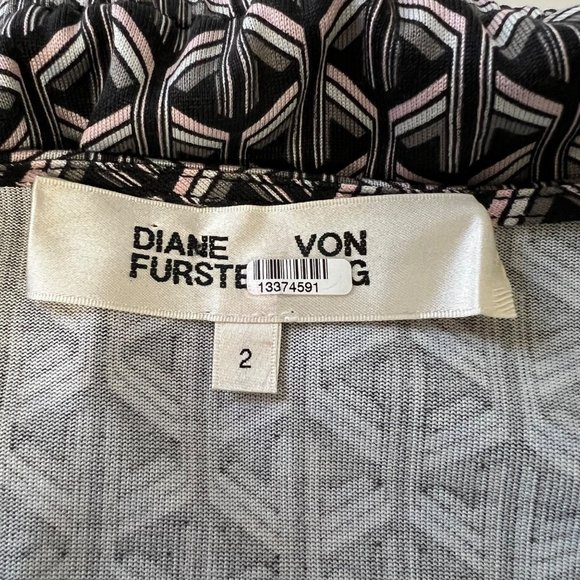 DIANE VON
FURSTE G
13374591
2